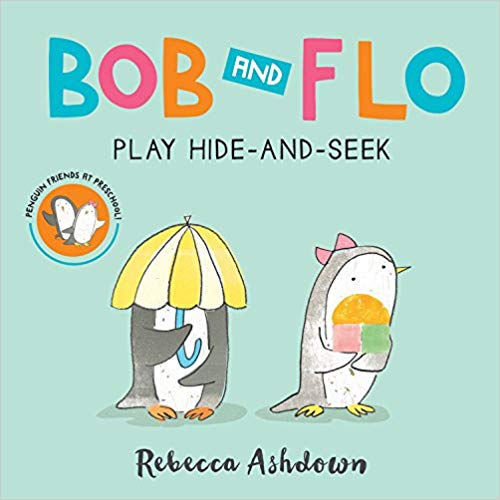 BOB AND FLO
PLAY HIDE-AND-SEEK
PENGUIN FRIENDS AT PRESCHOOL!
Rebecca Ashdown